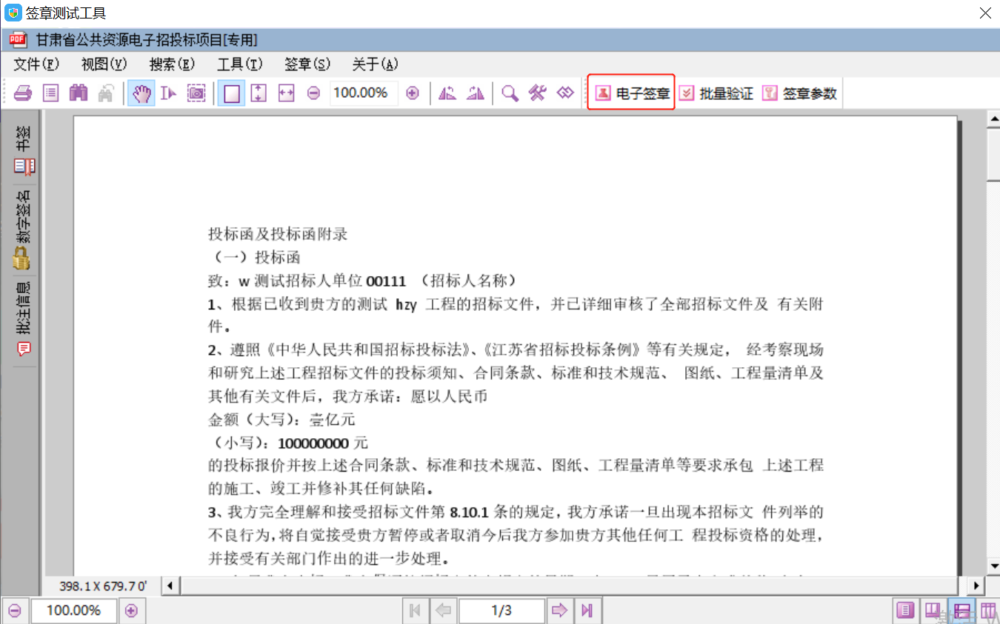 签章测试工具
甘肃省公共资源电子招投标项目[专用]
文件(F) 视图(V) 搜索(E) 工具(T) 签章(S) 关于(A)
100.00% 电子签章 批量验证 签章参数
书签
数字签名
批注信息
投标函及投标函附录
（一）投标函
致：w 测试招标人单位 00111 （招标人名称）
1、根据已收到贵方的测试 hzy 工程的招标文件，并已详细审核了全部招标文件及 有关附
件。
2、遵照《中华人民共和国招标投标法》、《江苏省招标投标条例》等有关规定， 经考察现场
和研究上述工程招标文件的投标须知、合同条款、标准和技术规范、 图纸、工程量清单及
其他有关文件后，我方承诺：愿以人民币
金额（大写）：壹亿元
（小写）：100000000 元
的投标报价并按上述合同条款、标准和技术规范、图纸、工程量清单等要求承包 上述工程
的施工、竣工并修补其任何缺陷。
3、我方完全理解和接受招标文件第 8.10.1 条的规定，我方承诺一旦出现本招标文 件列举的
不良行为，将自觉接受贵方暂停或者取消今后我方参加贵方其他任何工 程投标资格的处理，
并接受有关部门作出的进一步处理。
398.1 X 679.7 0'
100.00% 1/3